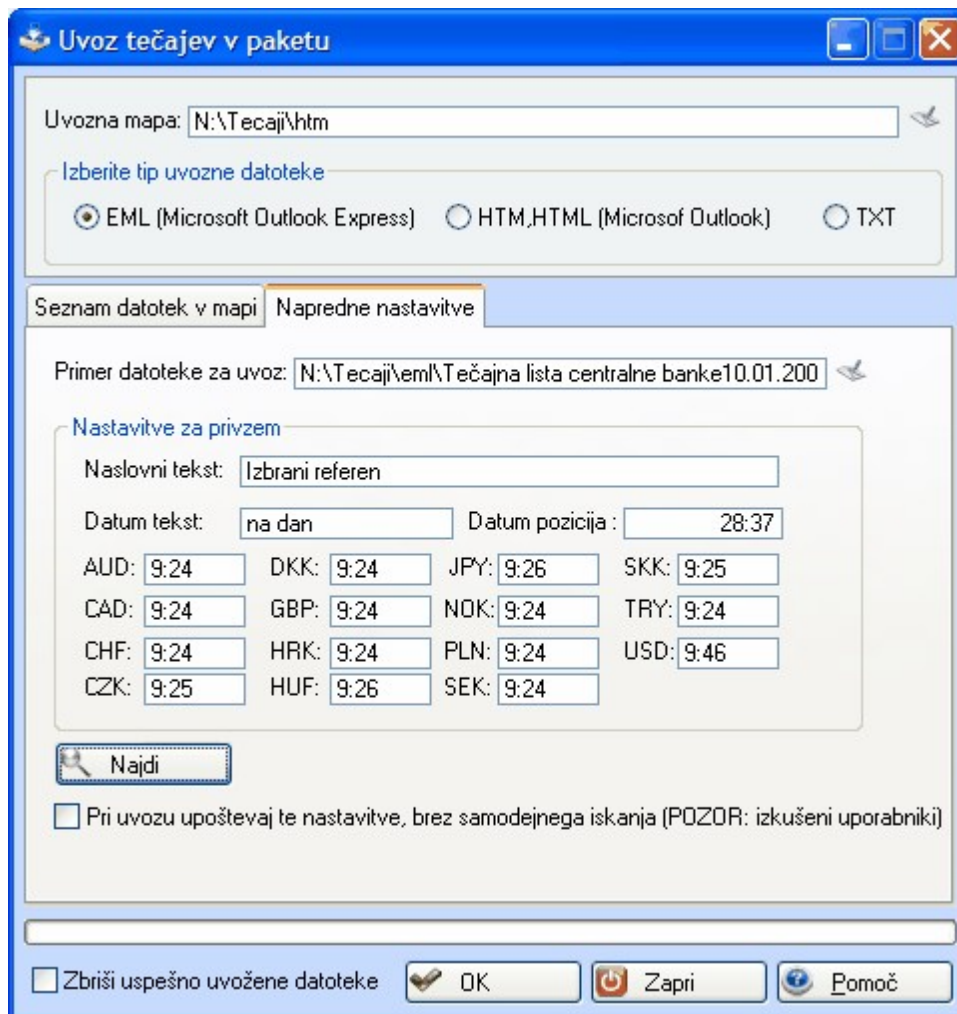 Uvoz tečajev v paketu
Uvozna mapa: N:\Tecaji\htm
Izberite tip uvozne datoteke
EML (Microsoft Outlook Express) HTM,HTML (Microsof Outlook) TXT
Seznam datotek v mapi Napredne nastavitve
Primer datoteke za uvoz: N:\Tecaji\eml\Tečajna lista centralne banke10.01.200
Nastavitve za privzem
Naslovni tekst: Izbrani referen
Datum tekst: na dan Datum pozicija : 28:37
AUD: 9:24 DKK: 9:24 JPY: 9:26 SKK: 9:25
CAD: 9:24 GBP: 9:24 NOK: 9:24 TRY: 9:24
CHF: 9:24 HRK: 9:24 PLN: 9:24 USD: 9:46
CZK: 9:25 HUF: 9:26 SEK: 9:24
Najdi
Pri uvozu upoštevaj te nastavitve, brez samodejnega iskanja (POZOR: izkušeni uporabniki)
Zbriši uspešno uvožene datoteke OK Zapri Pomoč